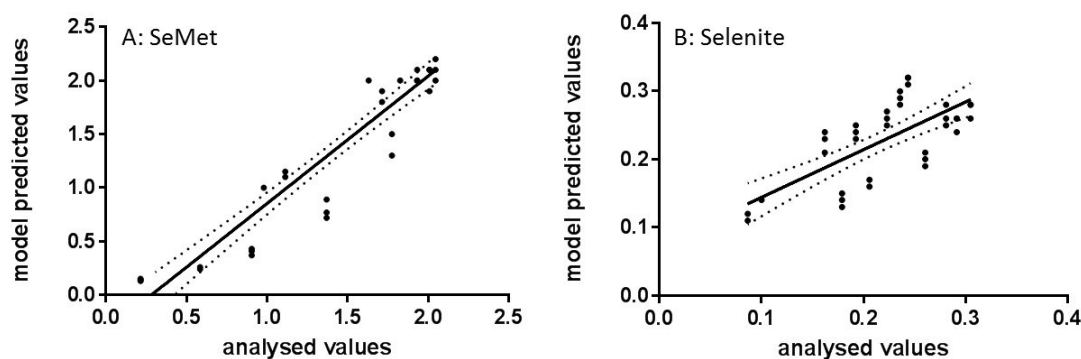 A: SeMet
model predicted values
2.5
2.0
1.5
1.0
0.5
0.0
0.0 0.5 1.0 1.5 2.0 2.5
analysed values
B: Selenite
model predicted values
0.4
0.3
0.2
0.1
0.0
0.0 0.1 0.2 0.3 0.4
analysed values